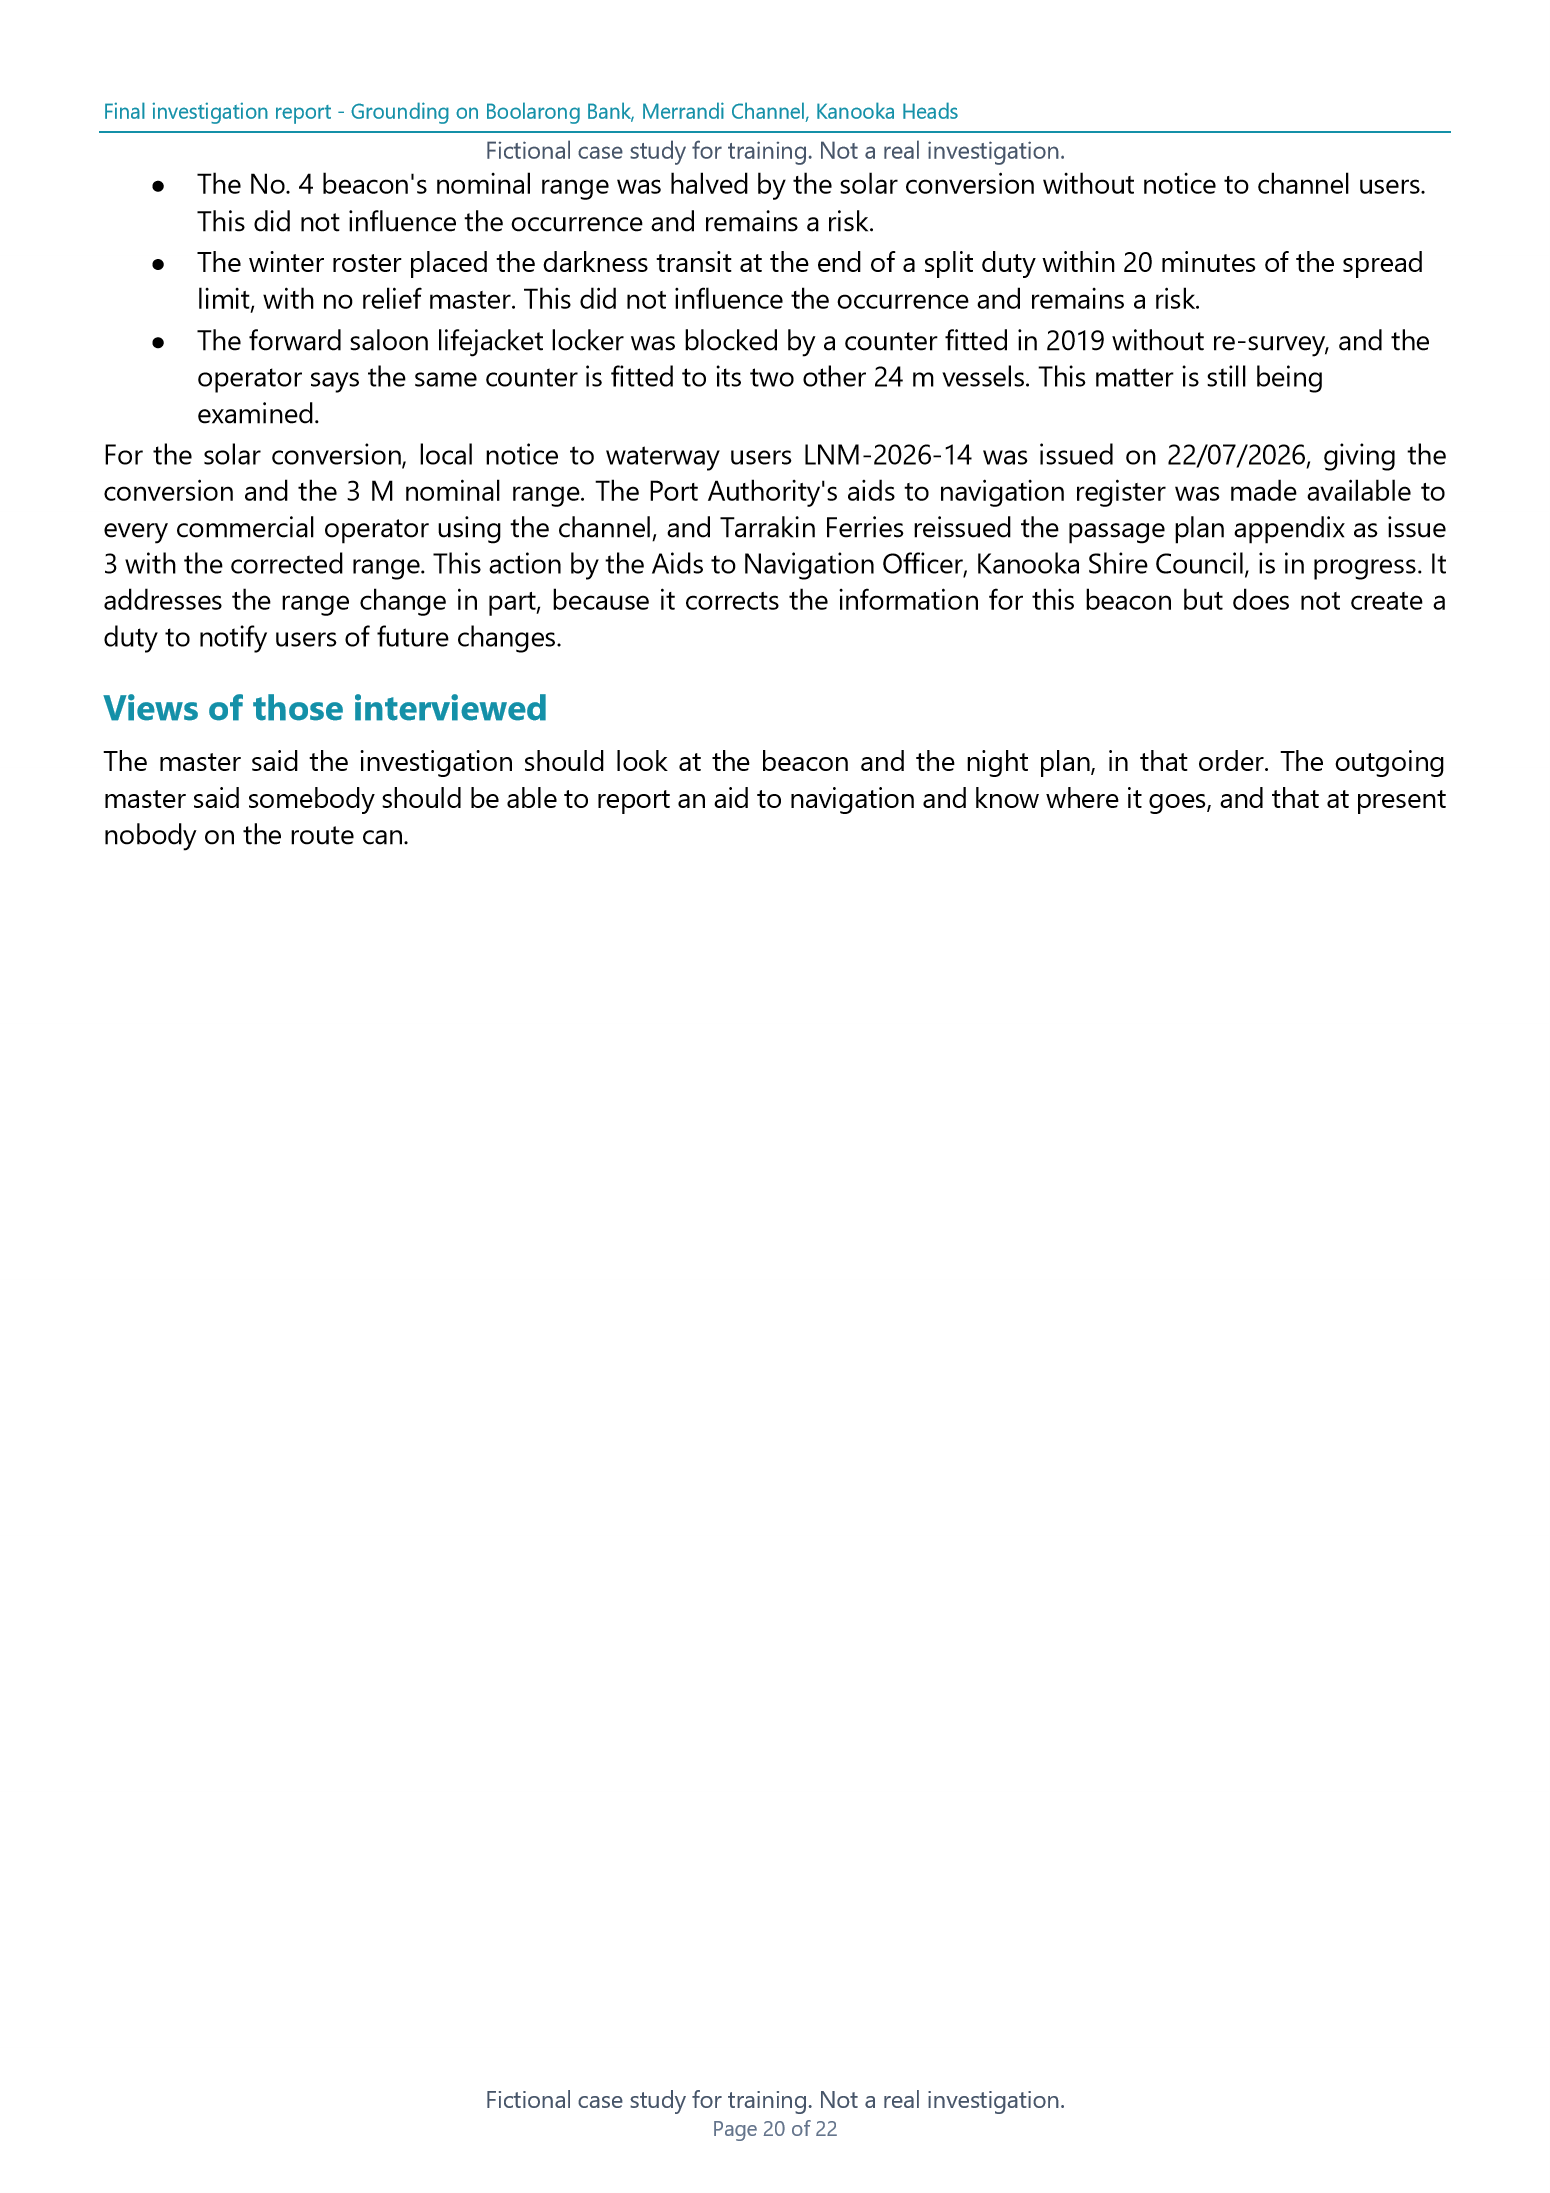 Final investigation report - Grounding on Boolarong Bank, Merrandi Channel, Kanooka Heads
Fictional case study for training. Not a real investigation.
● The No. 4 beacon's nominal range was halved by the solar conversion without notice to channel users.
This did not influence the occurrence and remains a risk.
● The winter roster placed the darkness transit at the end of a split duty within 20 minutes of the spread
limit, with no relief master. This did not influence the occurrence and remains a risk.
● The forward saloon lifejacket locker was blocked by a counter fitted in 2019 without re-survey, and the
operator says the same counter is fitted to its two other 24 m vessels. This matter is still being
examined.
For the solar conversion, local notice to waterway users LNM-2026-14 was issued on 22/07/2026, giving the
conversion and the 3 M nominal range. The Port Authority's aids to navigation register was made available to
every commercial operator using the channel, and Tarrakin Ferries reissued the passage plan appendix as issue
3 with the corrected range. This action by the Aids to Navigation Officer, Kanooka Shire Council, is in progress. It
addresses the range change in part, because it corrects the information for this beacon but does not create a
duty to notify users of future changes.
Views of those interviewed
The master said the investigation should look at the beacon and the night plan, in that order. The outgoing
master said somebody should be able to report an aid to navigation and know where it goes, and that at present
nobody on the route can.
Fictional case study for training. Not a real investigation.
Page 20 of 22